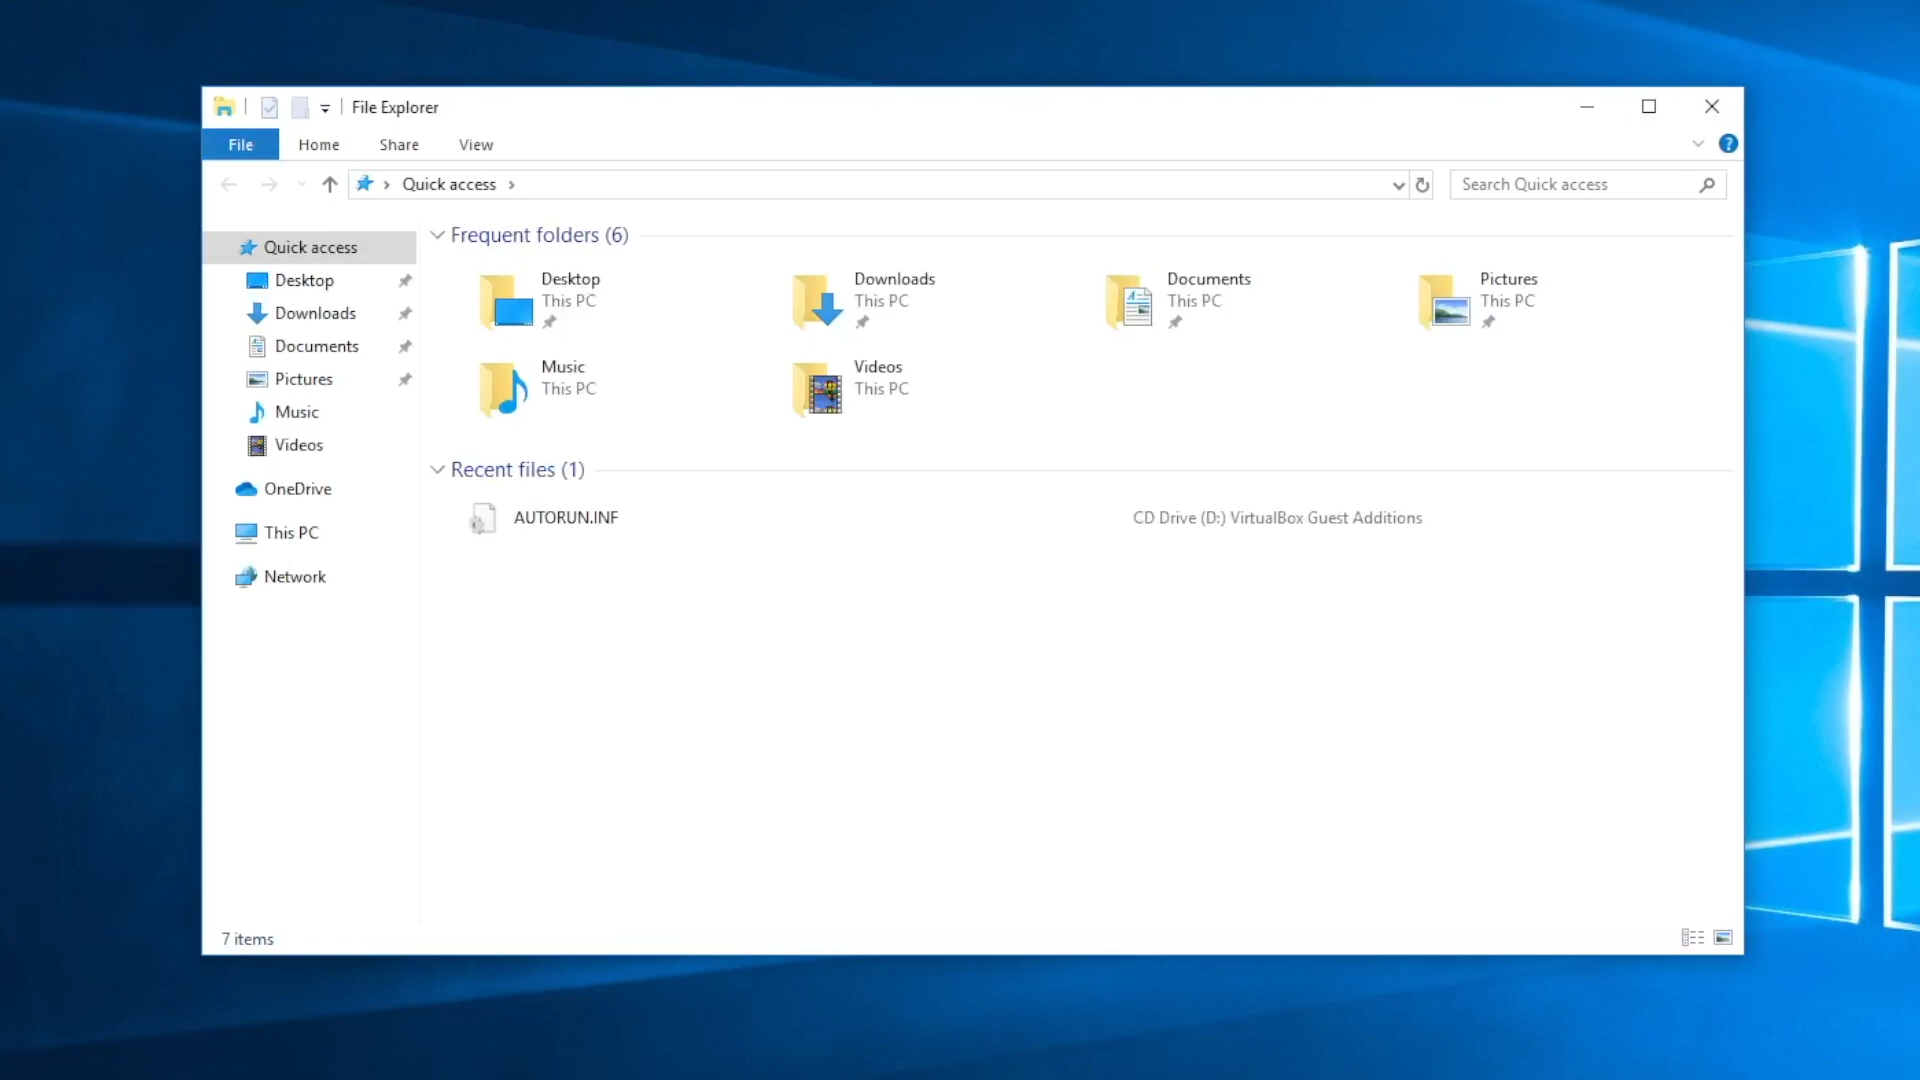 File Explorer
File Home Share View
Quick access
Search Quick access
Quick access
Desktop
Downloads
Documents
Pictures
Music
Videos
OneDrive
This PC
Network
Frequent folders (6)
Desktop
This PC
Downloads
This PC
Documents
This PC
Pictures
This PC
Music
This PC
Videos
This PC
Recent files (1)
AUTORUN.INF CD Drive (D:) VirtualBox Guest Additions
7 items